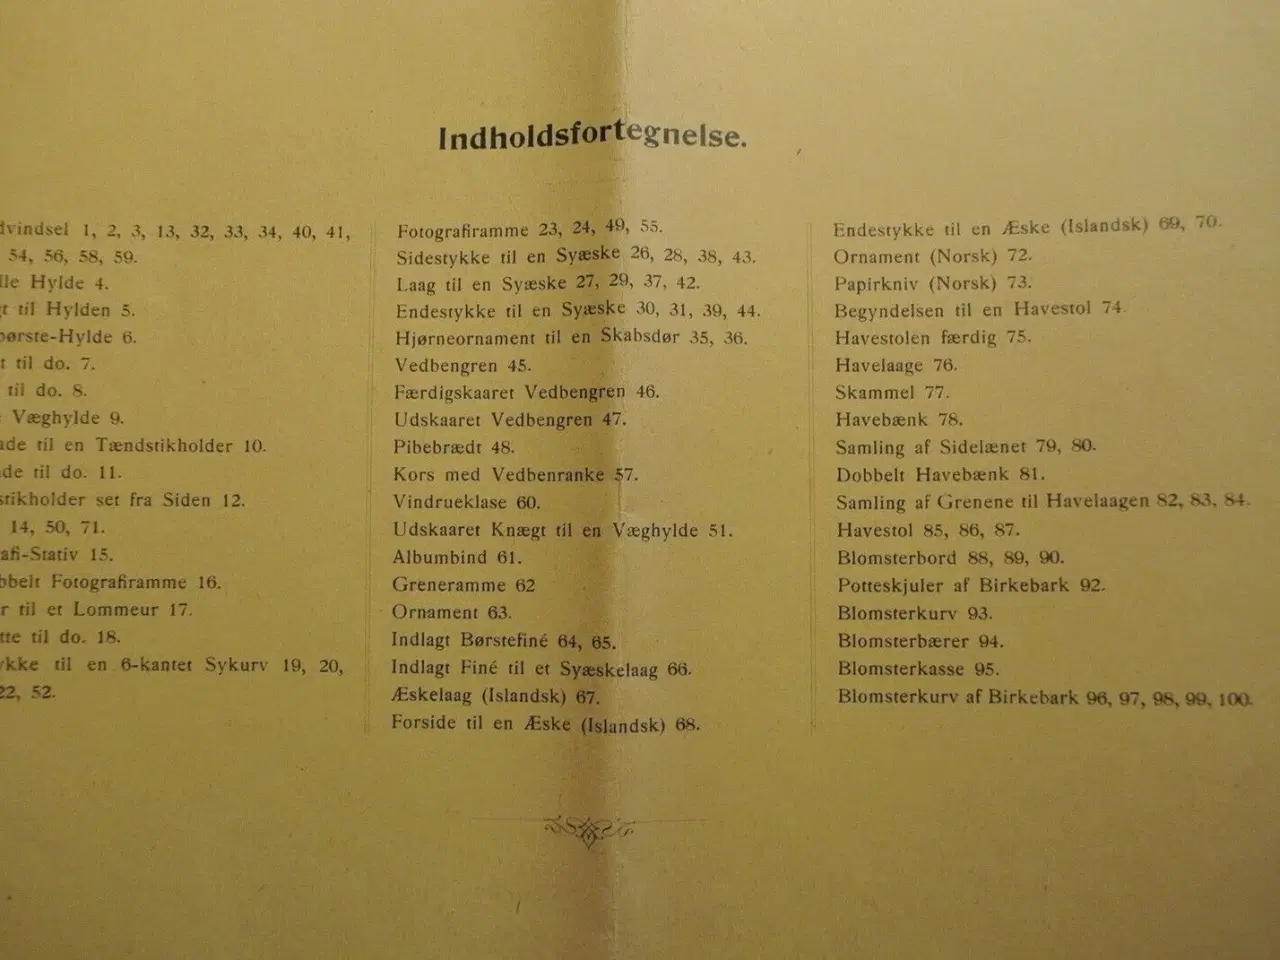 Indholdsfortegnelse.
1, 2, 3, 13, 32, 33, 34, 40, 41,
54, 56, 58, 59.
Hylde 4.
til Hylden 5.
børste-Hylde 6.
til do. 7.
til do. 8.
Væghylde 9.
til en Tændstikholder 10.
til do. 11.
set fra Siden 12.
14, 50, 71.
15.
Fotografiramme 16.
til et Lommeur 17.
til do. 18.
til en 6-kantet Sykurv 19, 20,
22, 52.
Fotografiramme 23, 24, 49, 55.
Sidestykke til en Syæske 26, 28, 38, 43.
Laag til en Syæske 27, 29, 37, 42.
Endestykke til en Syæske 30, 31, 39, 44.
Hjørneornament til en Skabsdør 35, 36.
Vedbengren 45.
Færdigskaaret Vedbengren 46.
Udskaaret Vedbengren 47.
Pibebrædt 48.
Kors med Vedbenranke 57.
Vindrueklase 60.
Udskaaret Knægt til en Væghylde 51.
Albumbind 61.
Greneramme 62
Ornament 63.
Indlagt Børstefiné 64, 65.
Indlagt Finé til et Syæskelaag 66.
Æskelaag (Islandsk) 67.
Forside til en Æske (Islandsk) 68.
Endestykke til en Æske (Islandsk) 69, 70.
Ornament (Norsk) 72.
Papirkniv (Norsk) 73.
Begyndelsen til en Havestol 74.
Havestolen færdig 75.
Havelaage 76.
Skammel 77.
Havebænk 78.
Samling af Sidelænet 79, 80.
Dobbelt Havebænk 81.
Samling af Grenene til Havelaagen 82, 83, 84.
Havestol 85, 86, 87.
Blomsterbord 88, 89, 90.
Potteskjuler af Birkebark 92.
Blomsterkurv 93.
Blomsterbærer 94.
Blomsterkasse 95.
Blomsterkurv af Birkebark 96, 97, 98, 99, 100.